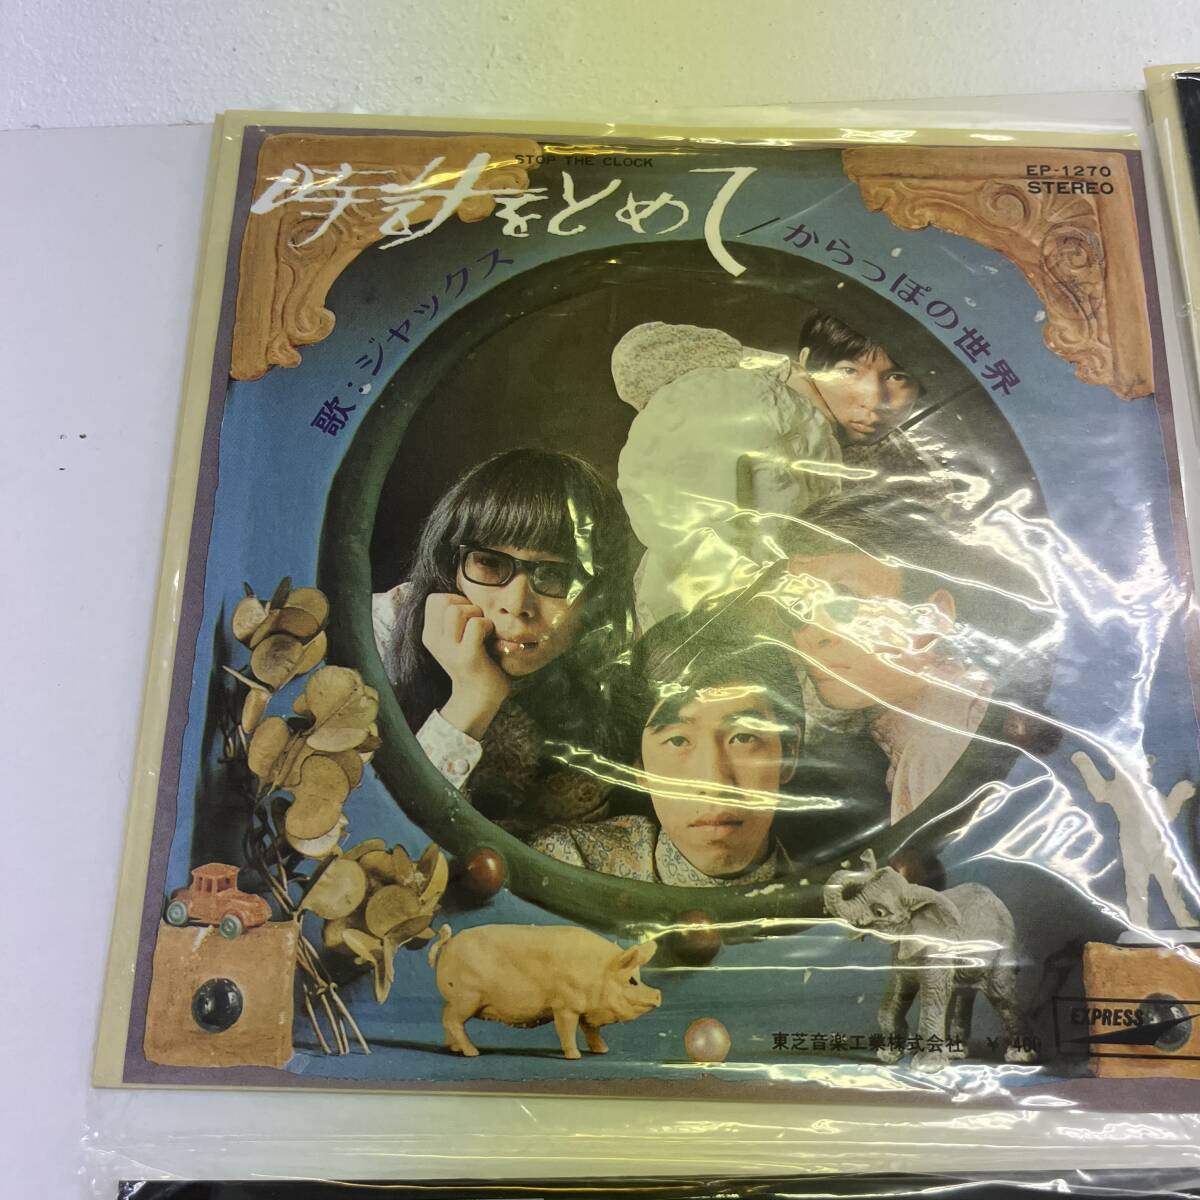 STOP THE CLOCK
時計をとめて/からっぽの世界
歌:ジャックス
EP-1270
STEREO
東芝音楽工業株式会社 ¥400
EXPRESS